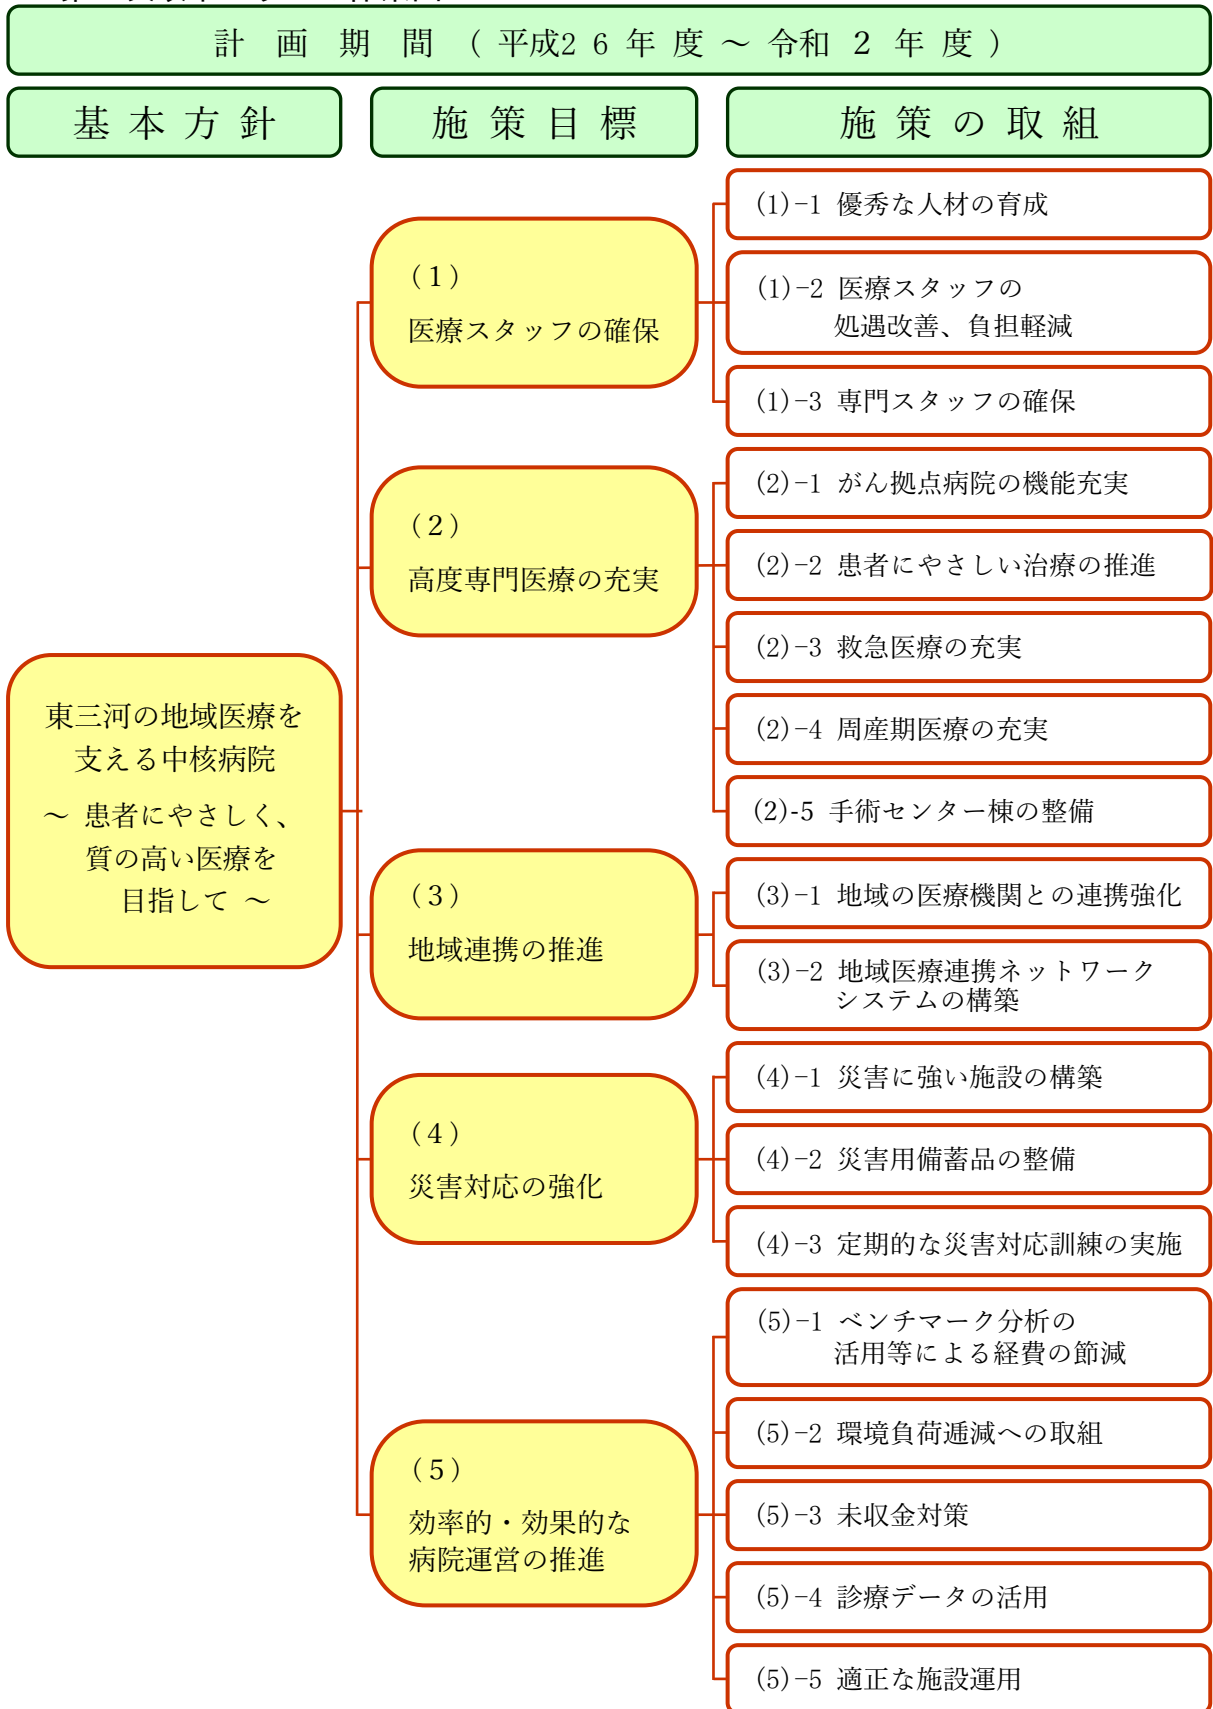 計画期間（平成26年度～令和２年度）
基本方針
施策目標
施策の取組
東三河の地域医療を
支える中核病院
～ 患者にやさしく、
質の高い医療を
目指して ～
（１）
医療スタッフの確保
(1)-1 優秀な人材の育成
(1)-2 医療スタッフの
処遇改善、負担軽減
(1)-3 専門スタッフの確保
（２）
高度専門医療の充実
(2)-1 がん拠点病院の機能充実
(2)-2 患者にやさしい治療の推進
(2)-3 救急医療の充実
(2)-4 周産期医療の充実
(2)-5 手術センター棟の整備
（３）
地域連携の推進
(3)-1 地域の医療機関との連携強化
(3)-2 地域医療連携ネットワーク
システムの構築
（４）
災害対応の強化
(4)-1 災害に強い施設の構築
(4)-2 災害用備蓄品の整備
(4)-3 定期的な災害対応訓練の実施
（５）
効率的・効果的な
病院運営の推進
(5)-1 ベンチマーク分析の
活用等による経費の節減
(5)-2 環境負荷逓減への取組
(5)-3 未収金対策
(5)-4 診療データの活用
(5)-5 適正な施設運用